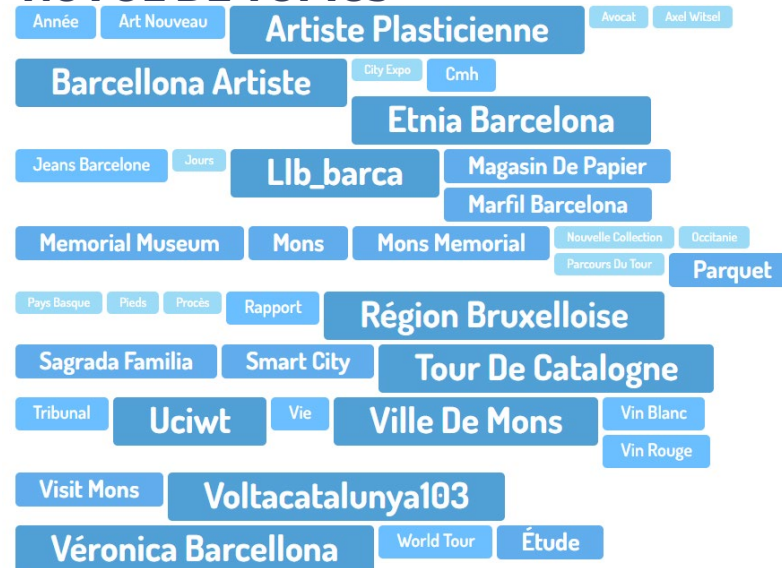 Année Art Nouveau Artiste Plasticienne Avocat Axel Witsel
Barcellona Artiste City Expo Cmh
Etnia Barcelona
Jeans Barcelone Jours Llb_barca Magasin De Papier
Marfil Barcelona
Memorial Museum Mons Mons Memorial Nouvelle Collection Occitanie
Parcours Du Tour Parquet
Pays Basque Pieds Procès Rapport Région Bruxelloise
Sagrada Familia Smart City Tour De Catalogne
Tribunal Uciwt Vie Ville De Mons Vin Blanc
Vin Rouge
Visit Mons Voltacatalunya103
Véronica Barcellona World Tour Étude